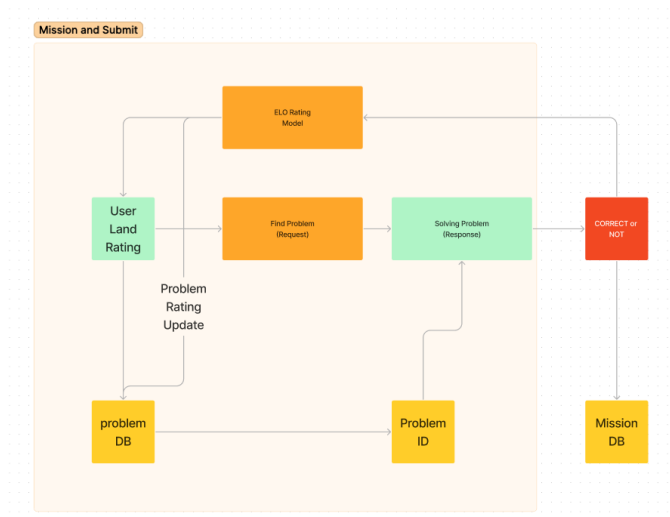 Mission and Submit
ELO Rating
Model
User
Land
Rating
Find Problem
(Request)
Solving Problem
(Response)
CORRECT or
NOT
Problem
Rating
Update
problem
DB
Problem
ID
Mission
DB